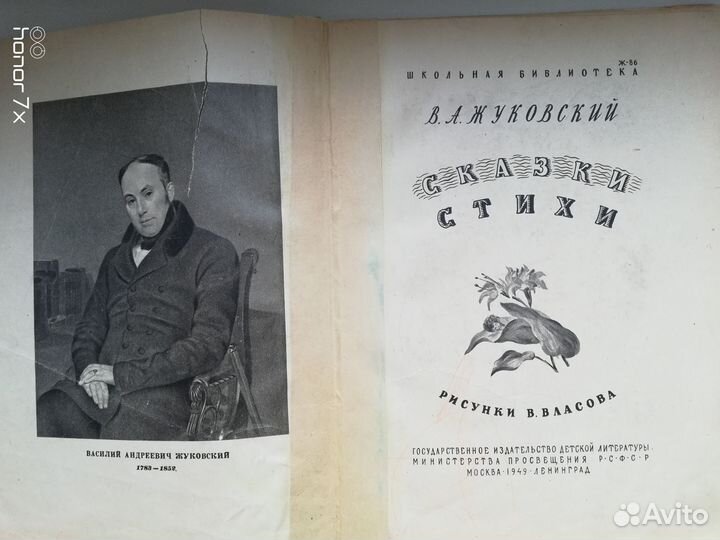 honor 7x
ВАСИЛИЙ АНДРЕЕВИЧ ЖУКОВСКИЙ
1783—1852.
Ж-86
ШКОЛЬНАЯ БИБЛИОТЕКА
В.А.ЖУКОВСКИЙ
СКАЗКИ
СТИХИ
РИСУНКИ В.ВЛАСОВА
ГОСУДАРСТВЕННОЕ ИЗДАТЕЛЬСТВО ДЕТСКОЙ ЛИТЕРАТУРЫ
МИНИСТЕРСТВА ПРОСВЕЩЕНИЯ Р·С·Ф·С·Р
МОСКВА·1949·ЛЕНИНГРАД
Avito